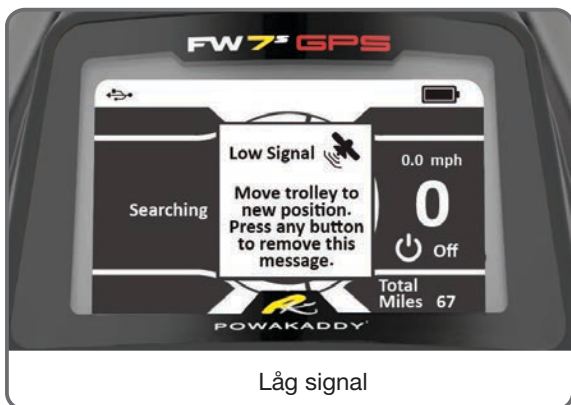 FW7s GPS
Low Signal
0.0 mph
Searching
Move trolley to
new position.
Press any button
to remove this
message.
0
Off
Total
Miles 67
POWAKADDY
Låg signal